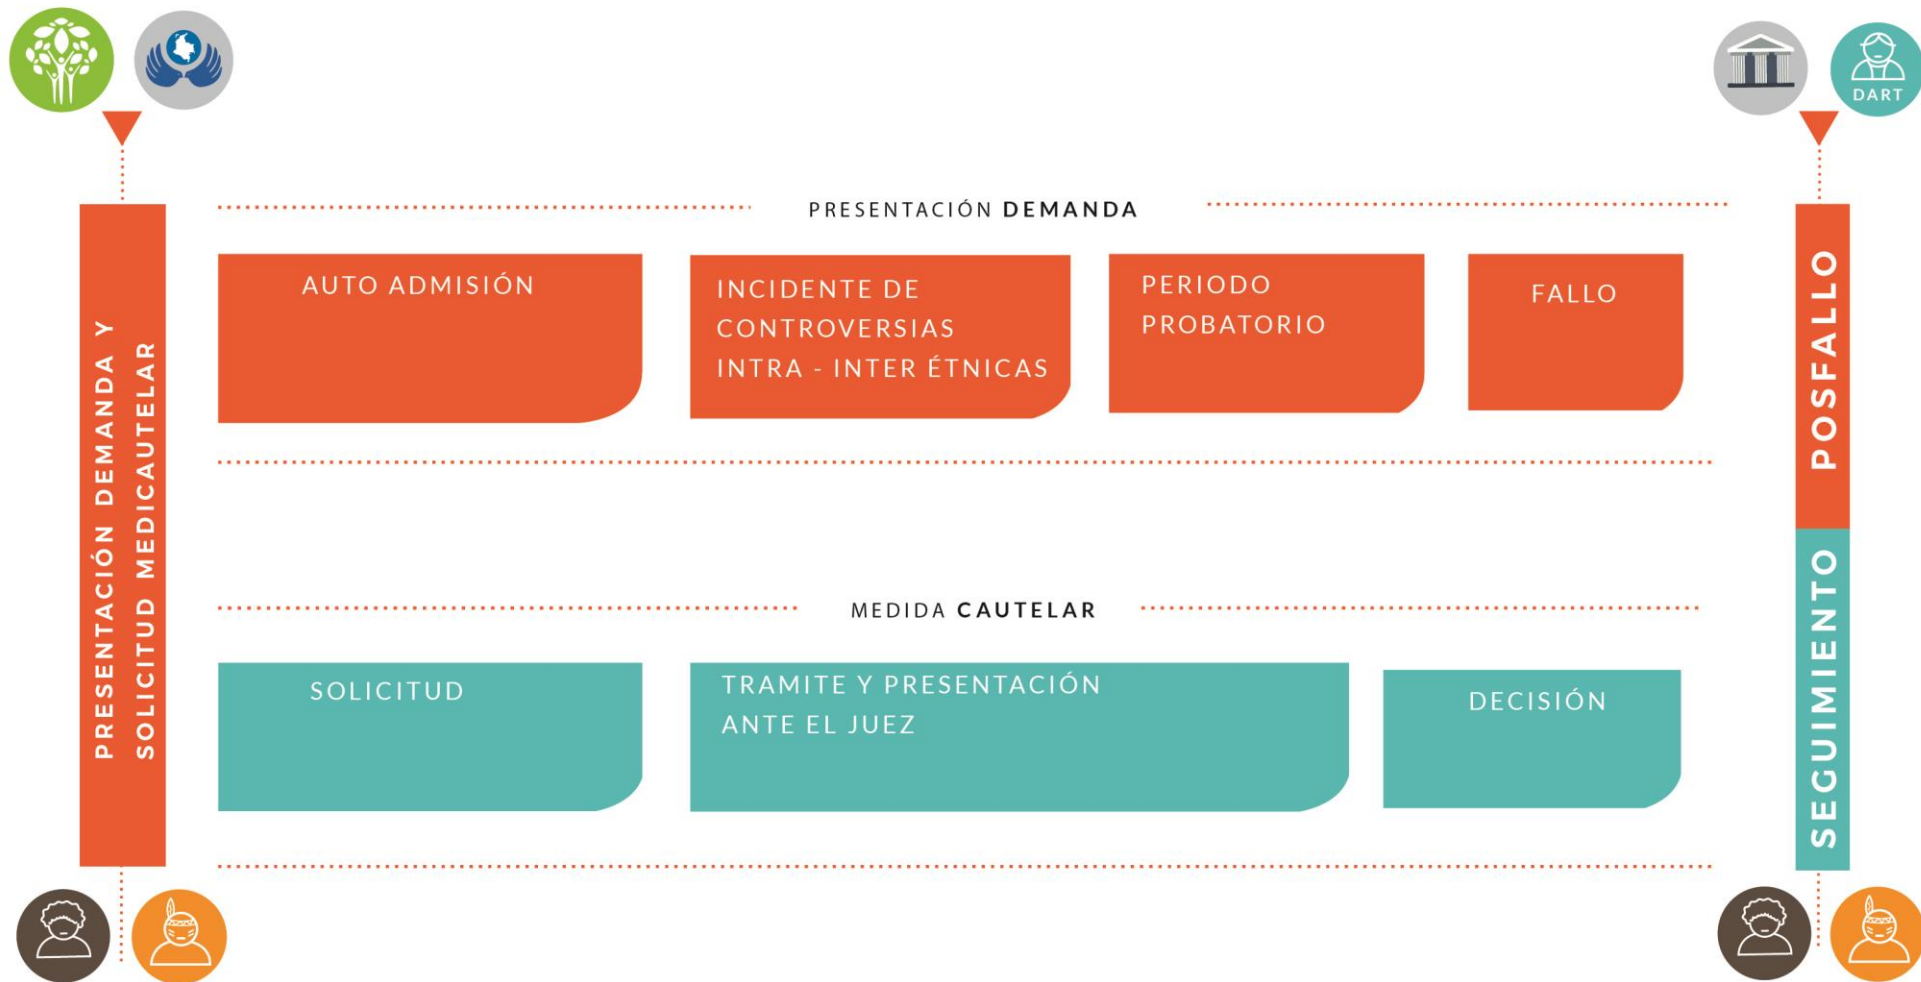 DART
PRESENTACIÓN DEMANDA Y
SOLICITUD MEDICAUTELAR
PRESENTACIÓN DEMANDA
AUTO ADMISIÓN
INCIDENTE DE
CONTROVERSIAS
INTRA - INTER ÉTNICAS
PERIODO
PROBATORIO
FALLO
MEDIDA CAUTELAR
SOLICITUD
TRAMITE Y PRESENTACIÓN
ANTE EL JUEZ
DECISIÓN
POSFALLO
SEGUIMIENTO